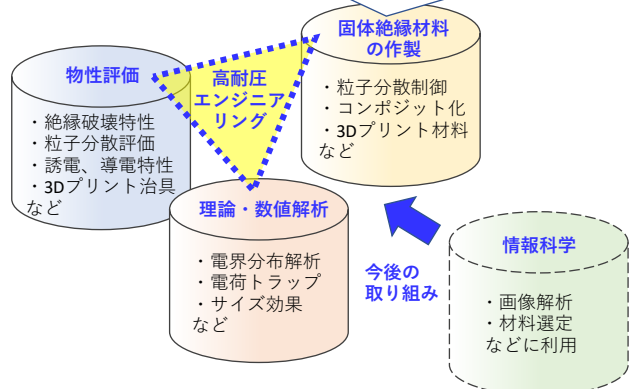 固体絶縁材料
の作製
・粒子分散制御
・コンポジット化
・3Dプリント材料
など
物性評価
・絶縁破壊特性
・粒子分散評価
・誘電、導電特性
・3Dプリント治具
など
高耐圧
エンジニア
リング
理論・数値解析
・電界分布解析
・電荷トラップ
・サイズ効果
など
今後の
取り組み
情報科学
・画像解析
・材料選定
などに利用